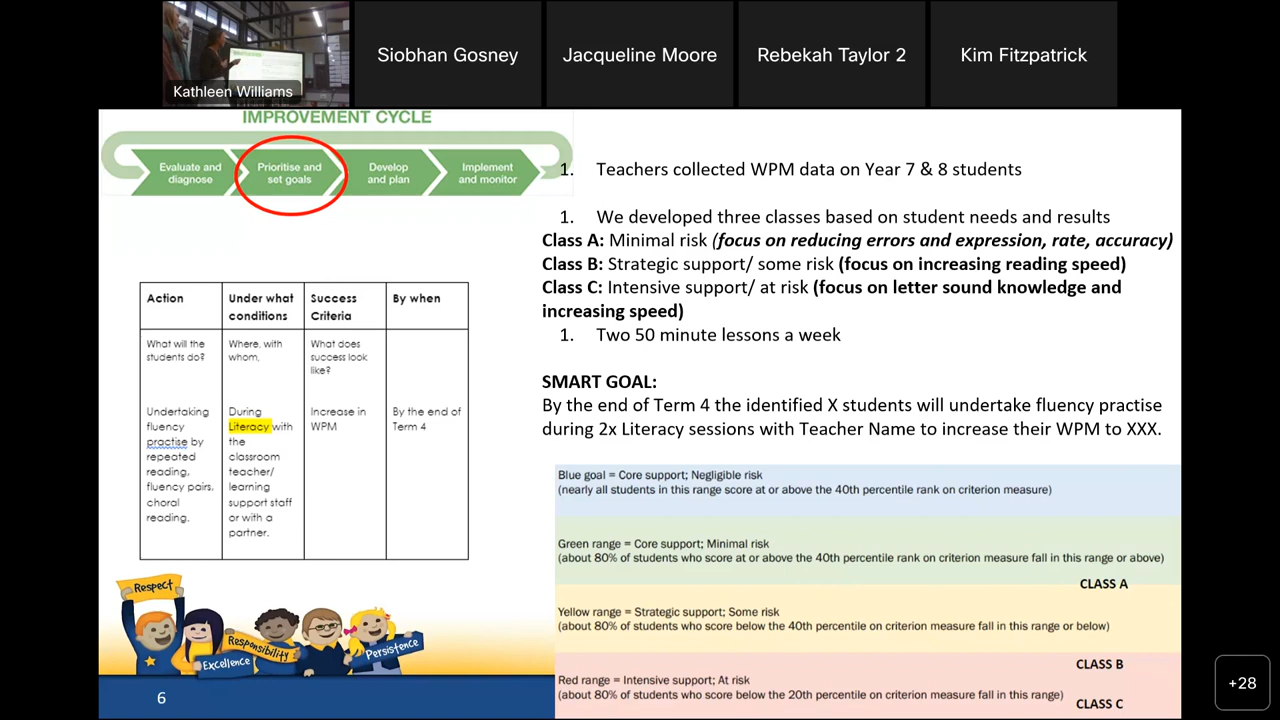 Kathleen Williams
Siobhan Gosney
Jacqueline Moore
Rebekah Taylor 2
Kim Fitzpatrick
IMPROVEMENT CYCLE
Evaluate and
diagnose
Prioritise and
set goals
Develop
and plan
Implement
and monitor
1. Teachers collected WPM data on Year 7 & 8 students
1. We developed three classes based on student needs and results
Class A: Minimal risk (focus on reducing errors and expression, rate, accuracy)
Class B: Strategic support/ some risk (focus on increasing reading speed)
Class C: Intensive support/ at risk (focus on letter sound knowledge and
increasing speed)
1. Two 50 minute lessons a week
SMART GOAL:
By the end of Term 4 the identified X students will undertake fluency practise
during 2x Literacy sessions with Teacher Name to increase their WPM to XXX.
Action
Under what
conditions
Success
Criteria
By when
What will the
students do?
Where, with
whom,
What does
success look
like?
Undertaking
fluency
practise by
repeated
reading,
fluency pairs,
choral
reading.
During
Literacy with
the
classroom
teacher/
learning
support staff
or with a
partner.
Increase in
WPM
By the end of
Term 4
Blue goal = Core support; Negligible risk
(nearly all students in this range score at or above the 40th percentile rank on criterion measure)
Green range = Core support; Minimal risk
(about 80% of students who score at or above the 40th percentile rank on criterion measure fall in this range or above)
CLASS A
Yellow range = Strategic support; Some risk
(about 80% of students who score below the 40th percentile on criterion measure fall in this range or below)
CLASS B
Red range = Intensive support; At risk
(about 80% of students who score below the 20th percentile on criterion measure fall in this range)
CLASS C
Respect
Excellence
Responsibility
Persistence
6
+28